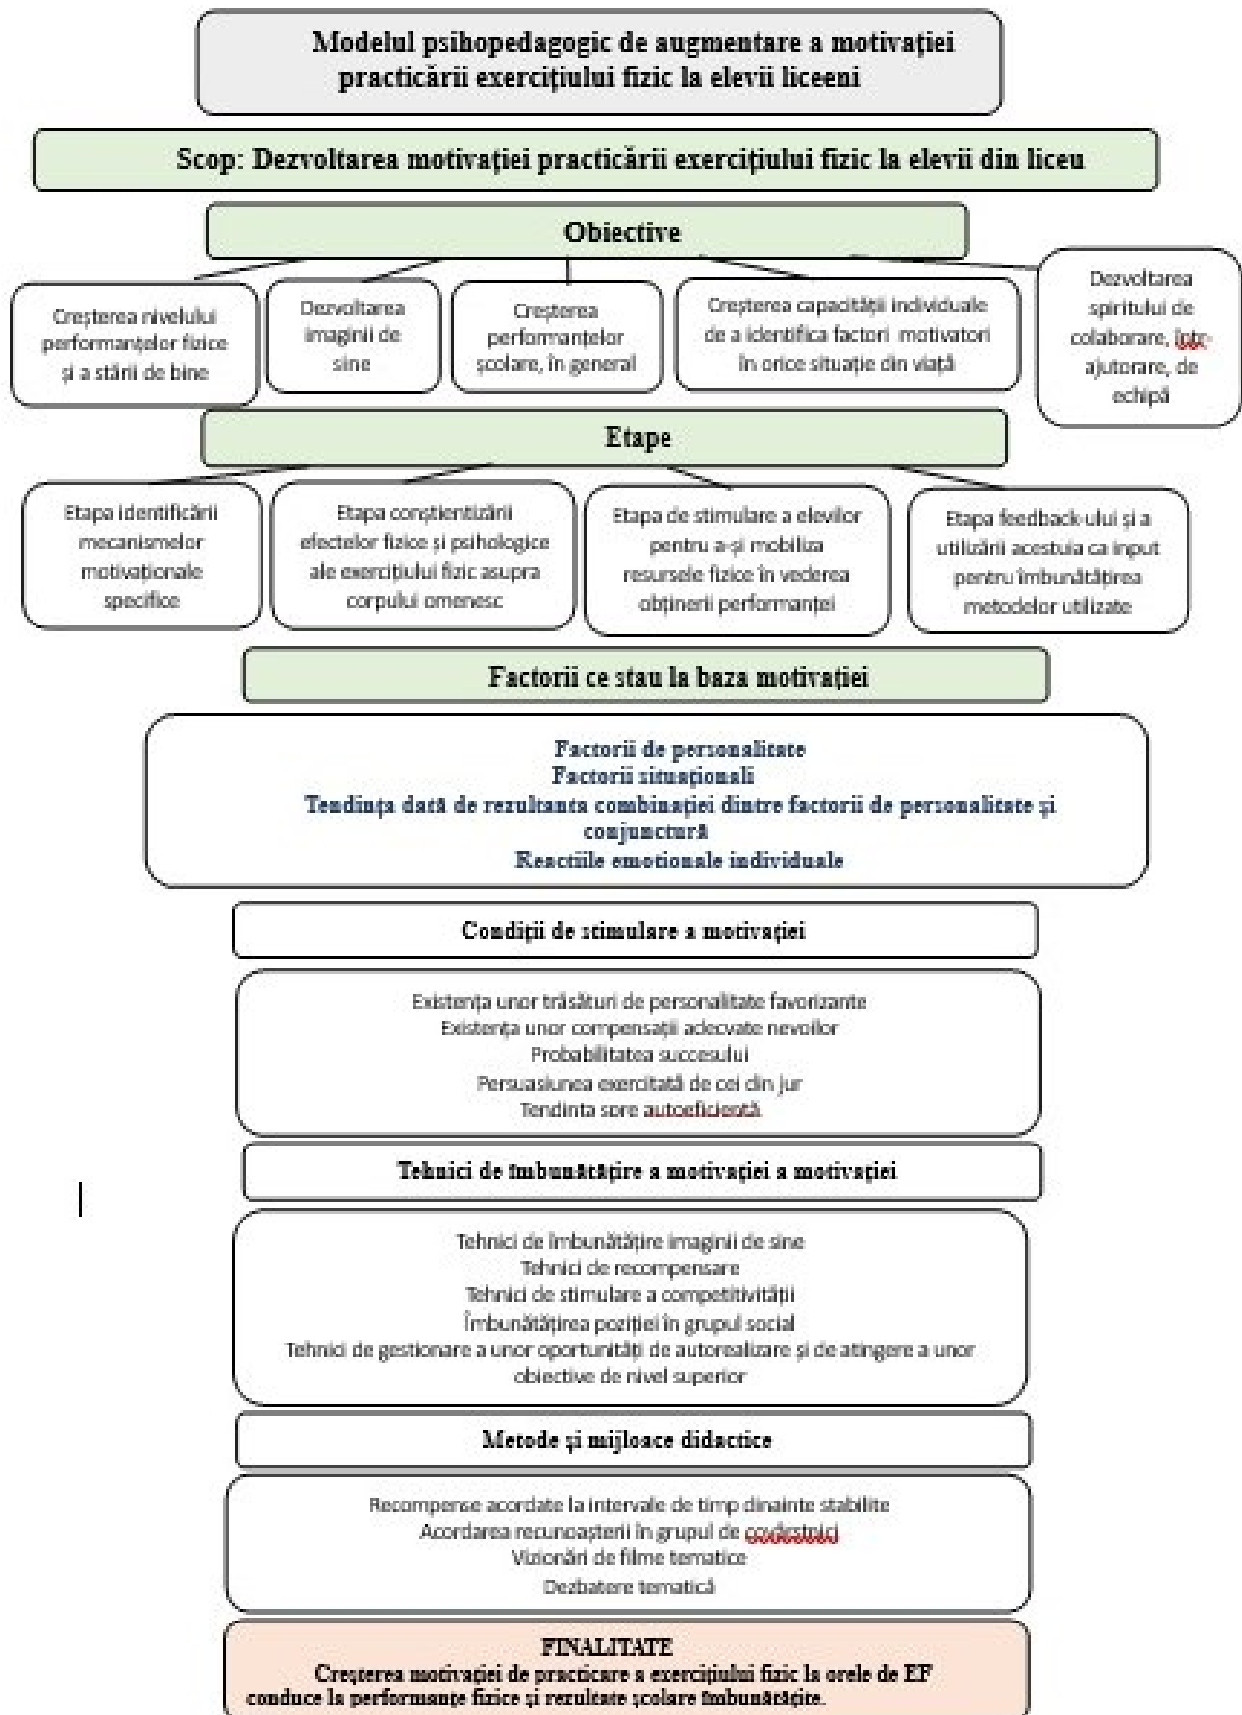 Modelul psihopedagogic de augmentare a motivației
practicării exercițiului fizic la elevii liceeni
Scop: Dezvoltarea motivației practicării exercițiului fizic la elevii din liceu
Obiective
Creșterea nivelului
performanțelor fizice
și a stării de bine
Dezvoltarea
imaginii de
sine
Creșterea
performanțelor
școlare, în general
Creșterea capacității individuale
de a identifica factori motivatori
în orice situație din viață
Dezvoltarea
spiritului de
colaborare, într-
ajutorare, de
echipă
Etape
Etapa identificării
mecanismelor
motivaționale
specifice
Etapa conștientizării
efectelor fizice și psihologice
ale exercițiului fizic asupra
corpului omenesc
Etapa de stimulare a elevilor
pentru a-și mobiliza
resursele fizice în vederea
obținerii performanței
Etapa feedback-ului și a
utilizării acestuia ca input
pentru îmbunătățirea
metodelor utilizate
Factorii ce stau la baza motivației
Factorii de personalitate
Factorii situaționali
Tendința dată de rezultanta combinației dintre factorii de personalitate și
conjunctură
Reactiile emotionale individuale
Condiții de stimulare a motivației
Existența unor trăsături de personalitate favorizante
Existența unor compensații adecvate nevoilor
Probabilitatea succesului
Persuasiunea exercitată de cei din jur
Tendinta spre autoeficientă
Tehnici de îmbunătățire a motivației a motivației
Tehnici de îmbunătățire imaginii de sine
Tehnici de recompensare
Tehnici de stimulare a competitivității
Îmbunătățirea poziției în grupul social
Tehnici de gestionare a unor oportunități de autorealizare și de atingere a unor
obiective de nivel superior
Metode și mijloace didactice
Recompense acordate la intervale de timp dinainte stabilite
Acordarea recunoașterii în grupul de covârstnici
Vizionări de filme tematice
Dezbatere tematică
FINALITATE
Creșterea motivației de practicare a exercițiului fizic la orele de EF
conduce la performanțe fizice și rezultate școlare îmbunătățite.